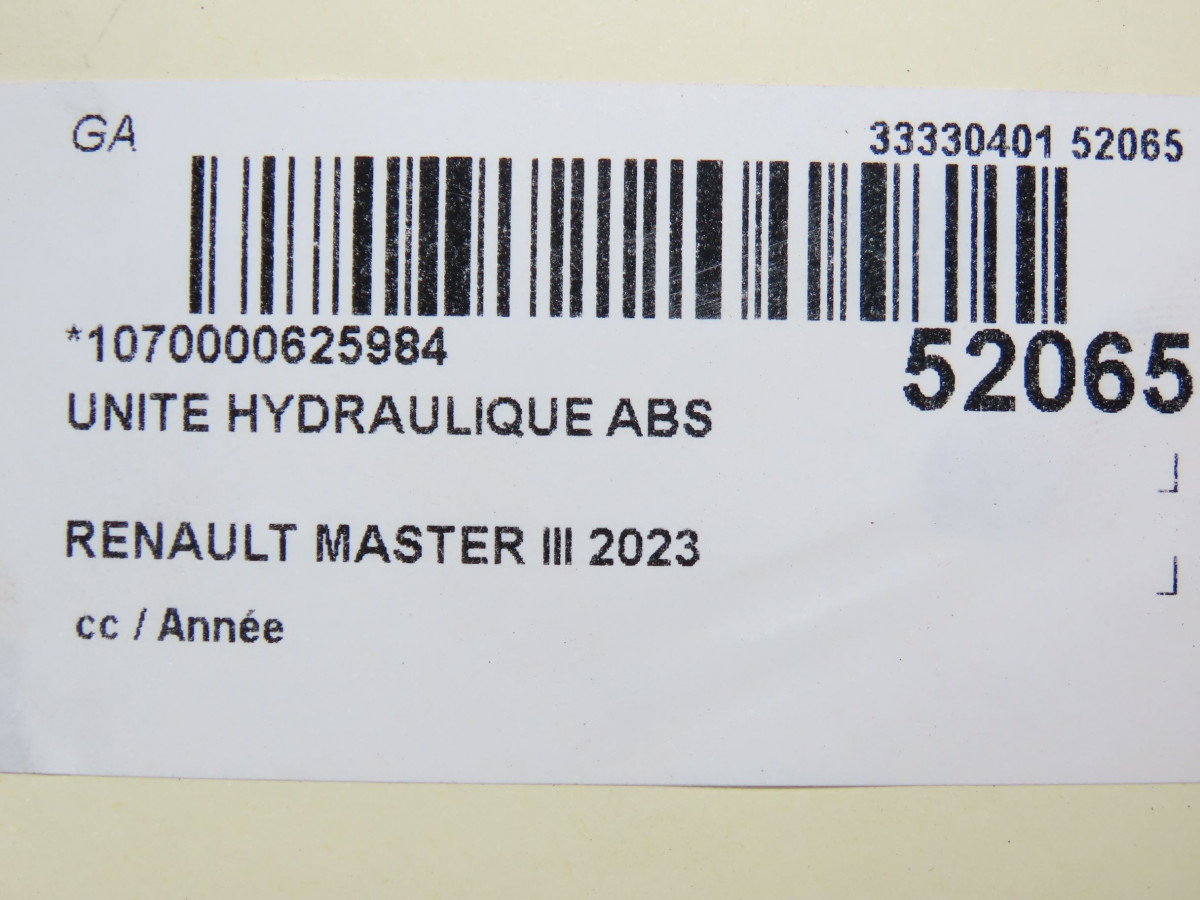 GA
33330401 52065
*1070000625984
52065
UNITE HYDRAULIQUE ABS
RENAULT MASTER III 2023
cc / Année